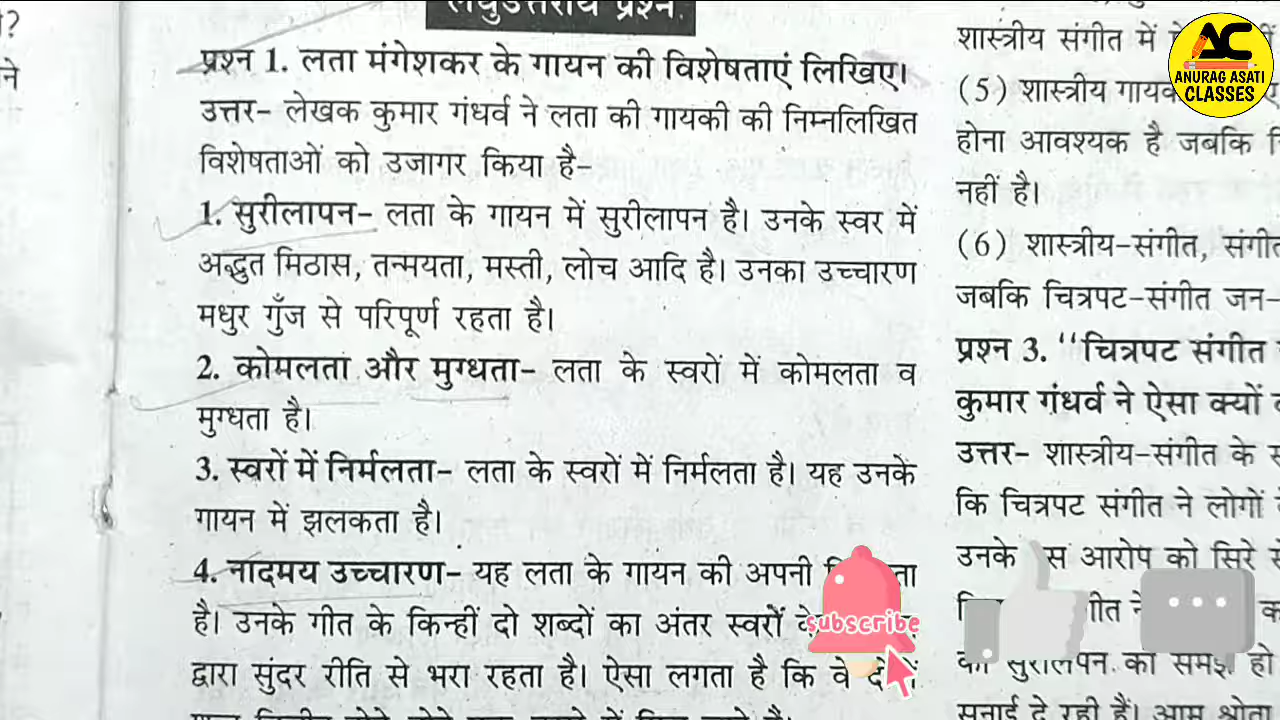 लघुउत्तरीय प्रश्न
प्रश्न 1. लता मंगेशकर के गायन की विशेषताएं लिखिए।
उत्तर- लेखक कुमार गंधर्व ने लता की गायकी की निम्नलिखित
विशेषताओं को उजागर किया है-
1. सुरीलापन- लता के गायन में सुरीलापन है। उनके स्वर में
अद्भुत मिठास, तन्मयता, मस्ती, लोच आदि है। उनका उच्चारण
मधुर गुँज से परिपूर्ण रहता है।
2. कोमलता और मुग्धता- लता के स्वरों में कोमलता व
मुग्धता है।
3. स्वरों में निर्मलता- लता के स्वरों में निर्मलता है। यह उनके
गायन में झलकता है।
4. नादमय उच्चारण- यह लता के गायन की अपनी
है। उनके गीत के किन्हीं दो शब्दों का अंतर स्वरों
द्वारा सुंदर रीति से भरा रहता है। ऐसा लगता है कि वे
शास्त्रीय संगीत में
(5) शास्त्रीय
होना आवश्यक है जबकि
नहीं है।
(6) शास्त्रीय-संगीत,
जबकि चित्रपट-संगीत जन-
प्रश्न 3. "चित्रपट संगीत
कुमार गंधर्व ने ऐसा क्यों
उत्तर- शास्त्रीय-संगीत के
कि चित्रपट संगीत ने लोगों
उनके आरोप को सिरे
सुरीलेपन को समझ हो
सुनाई दे रही हैं। आम श्रोता
AC
ANURAG ASATI
CLASSES
subscribe